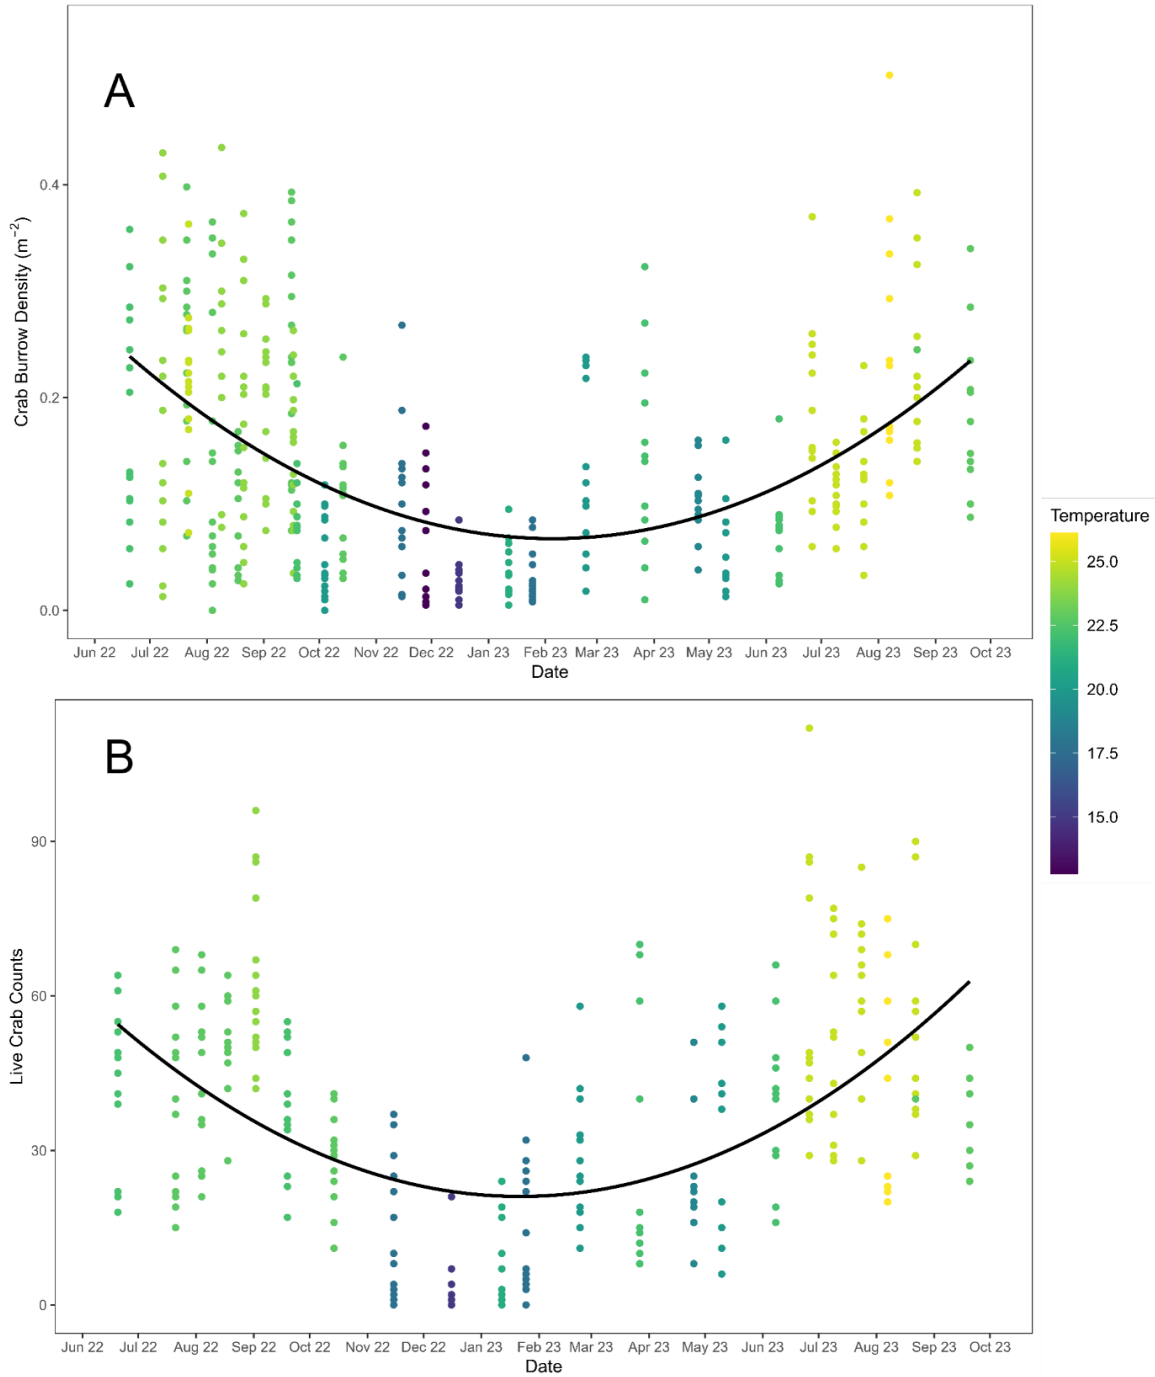 A
Crab Burrow Density (m⁻²)
0.4
0.2
0.0
Jun 22 Jul 22 Aug 22 Sep 22 Oct 22 Nov 22 Dec 22 Jan 23 Feb 23 Mar 23 Apr 23 May 23 Jun 23 Jul 23 Aug 23 Sep 23 Oct 23
Date
Temperature
25.0
22.5
20.0
17.5
15.0
B
Live Crab Counts
90
60
30
0
Jun 22 Jul 22 Aug 22 Sep 22 Oct 22 Nov 22 Dec 22 Jan 23 Feb 23 Mar 23 Apr 23 May 23 Jun 23 Jul 23 Aug 23 Sep 23 Oct 23
Date